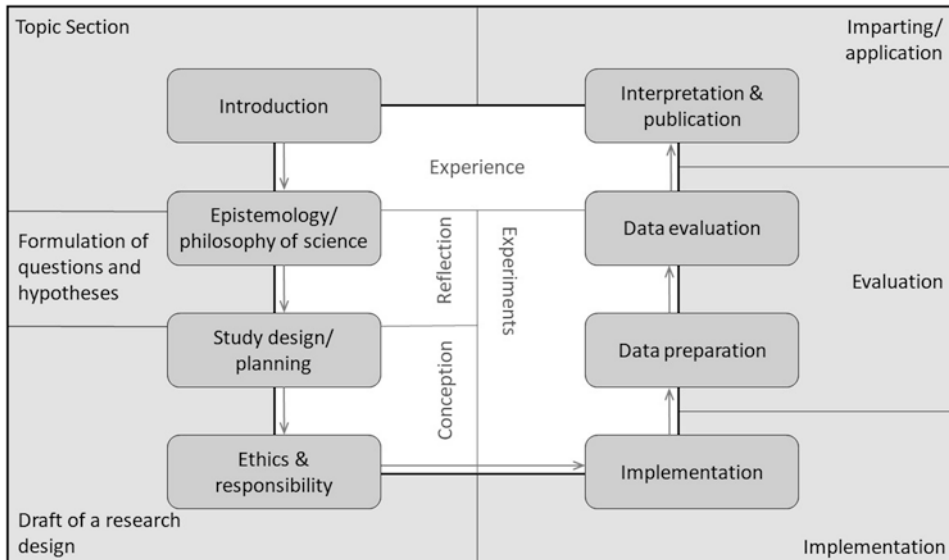 Topic Section
Imparting/
application
Introduction
Interpretation &
publication
Experience
Epistemology/
philosophy of science
Data evaluation
Formulation of
questions and
hypotheses
Reflection
Experiments
Evaluation
Study design/
planning
Data preparation
Conception
Ethics &
responsibility
Implementation
Draft of a research
design
Implementation